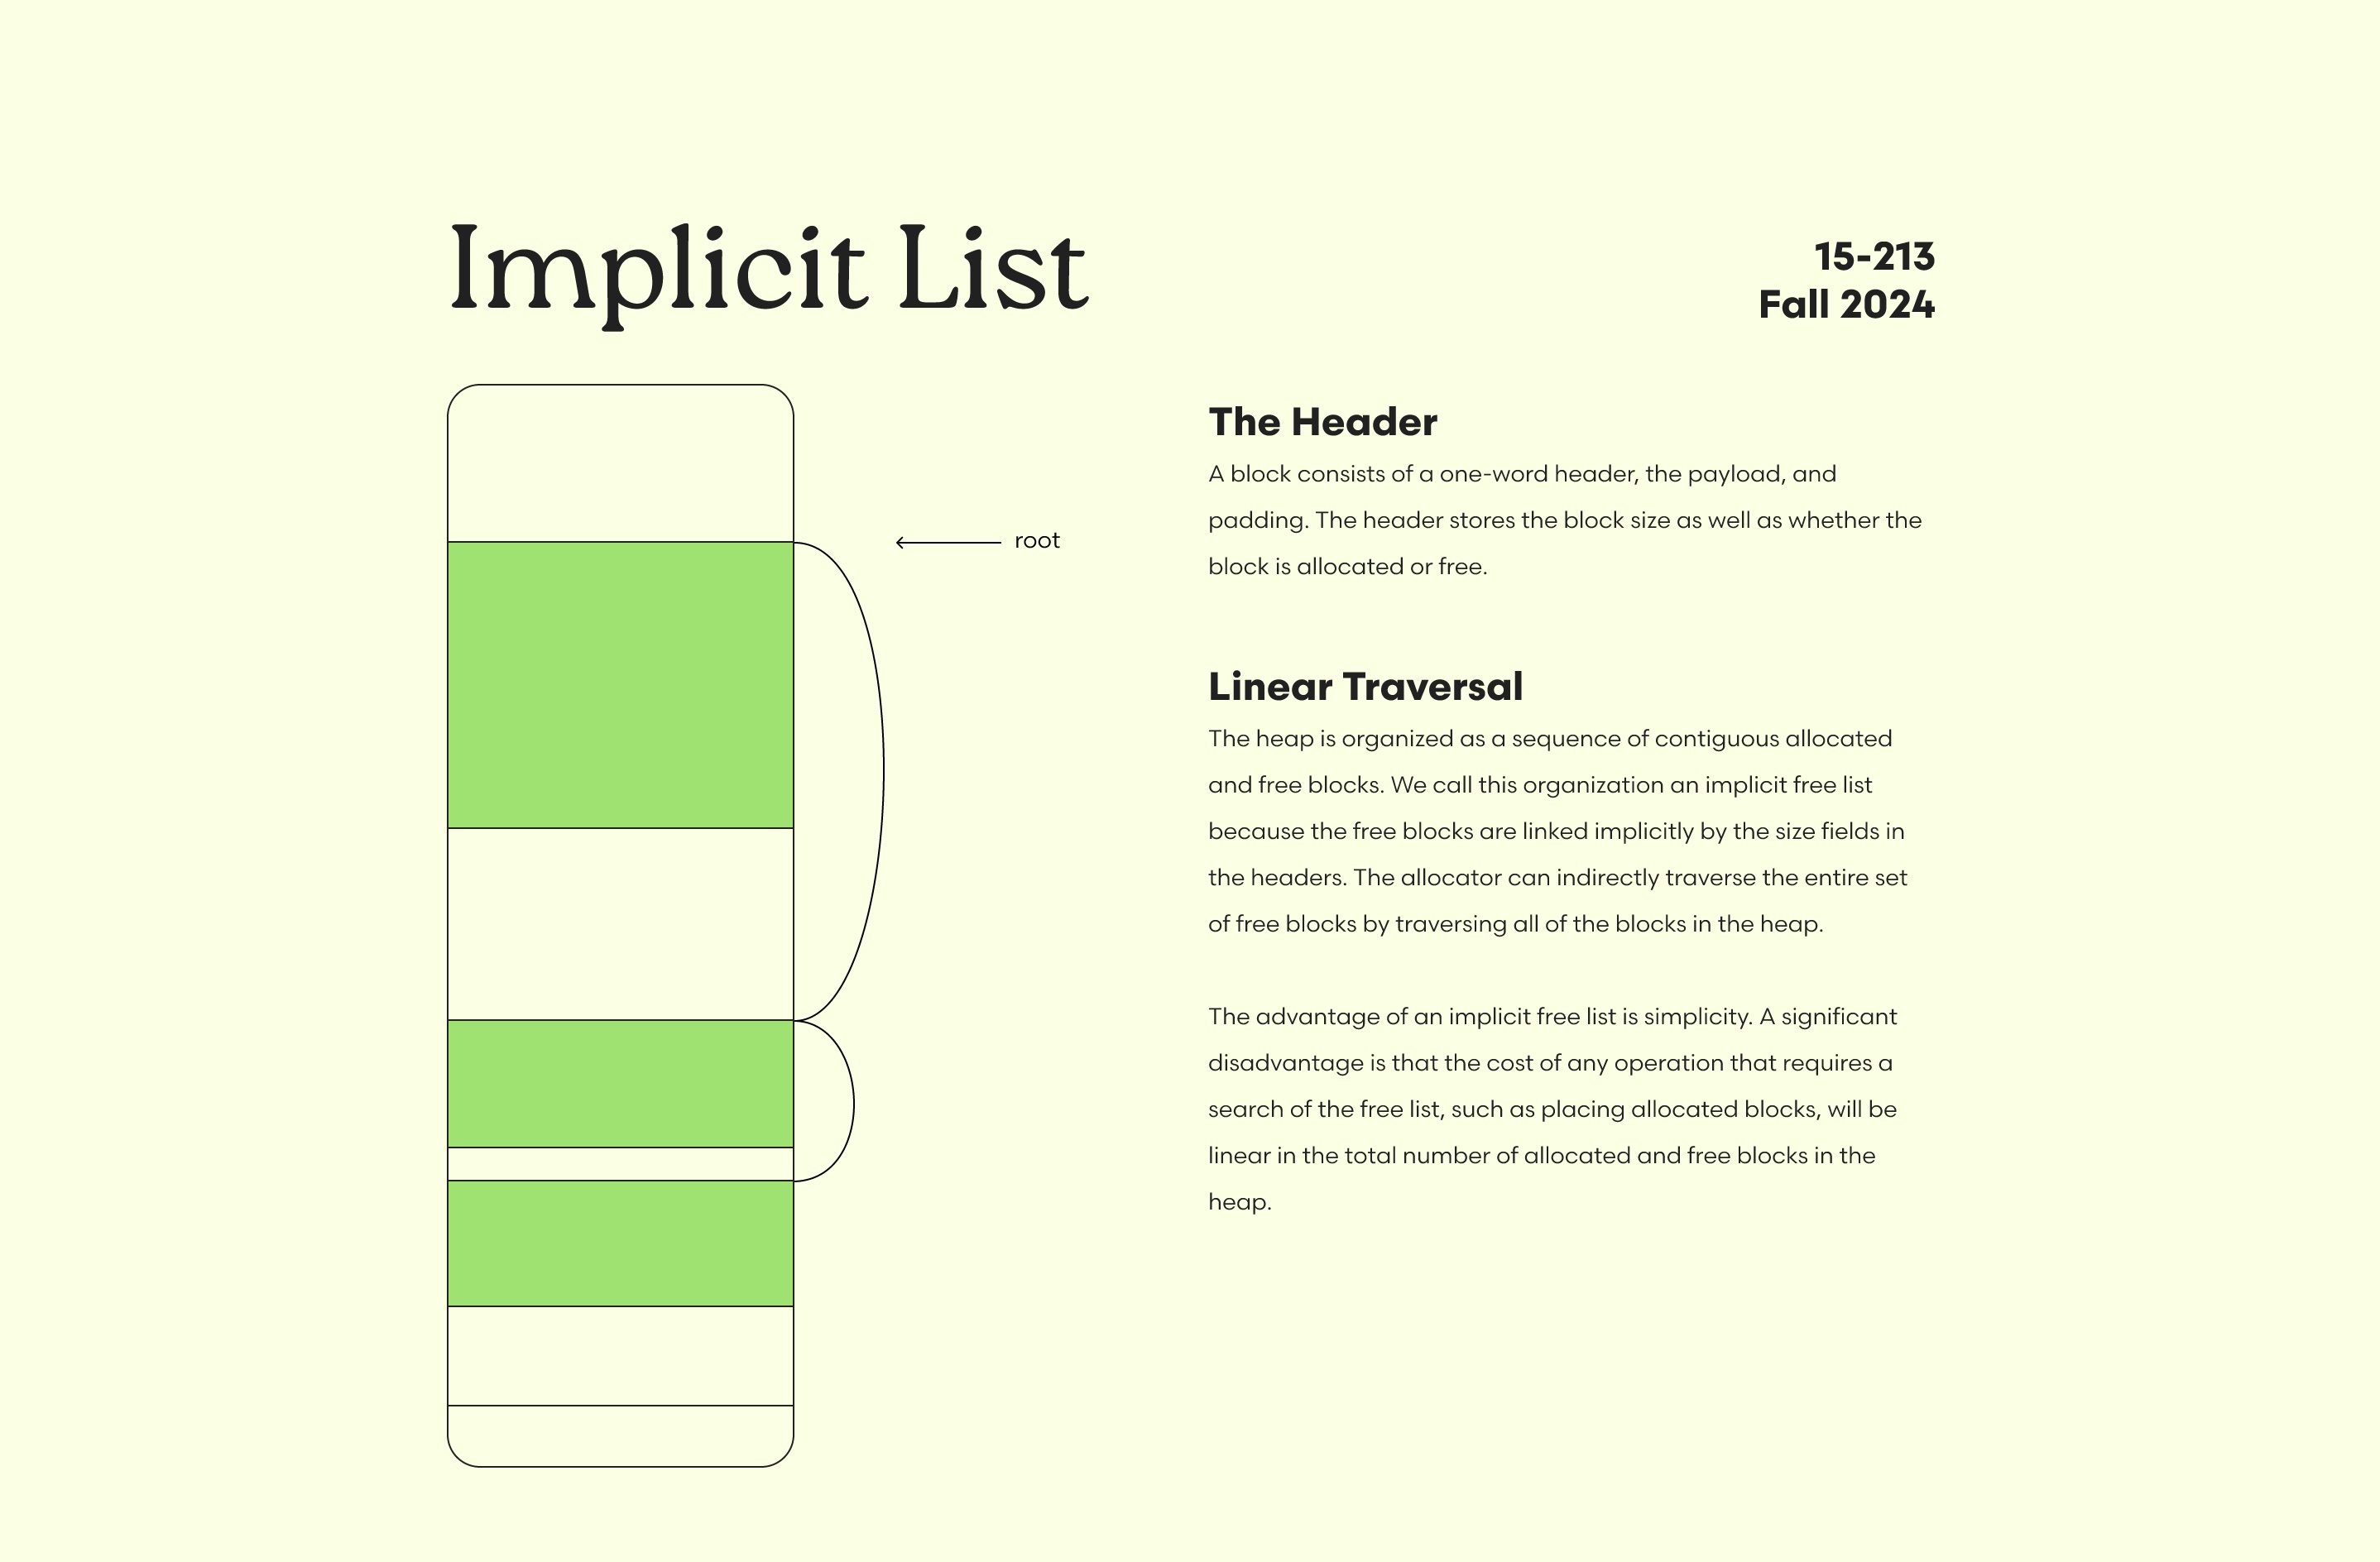 Implicit List
15-213
Fall 2024
root
The Header
A block consists of a one-word header, the payload, and
padding. The header stores the block size as well as whether the
block is allocated or free.
Linear Traversal
The heap is organized as a sequence of contiguous allocated
and free blocks. We call this organization an implicit free list
because the free blocks are linked implicitly by the size fields in
the headers. The allocator can indirectly traverse the entire set
of free blocks by traversing all of the blocks in the heap.
The advantage of an implicit free list is simplicity. A significant
disadvantage is that the cost of any operation that requires a
search of the free list, such as placing allocated blocks, will be
linear in the total number of allocated and free blocks in the
heap.